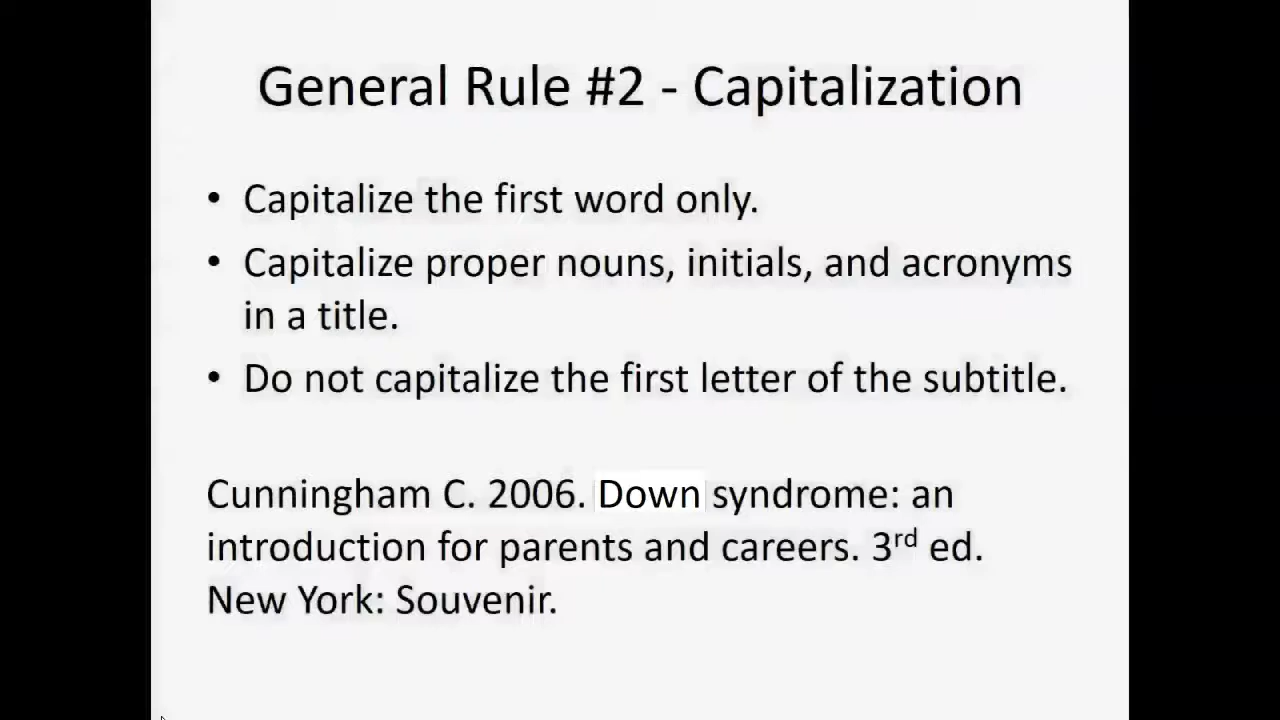 General Rule #2 - Capitalization
• Capitalize the first word only.
• Capitalize proper nouns, initials, and acronyms
in a title.
• Do not capitalize the first letter of the subtitle.
Cunningham C. 2006. Down syndrome: an
introduction for parents and careers. 3rd ed.
New York: Souvenir.